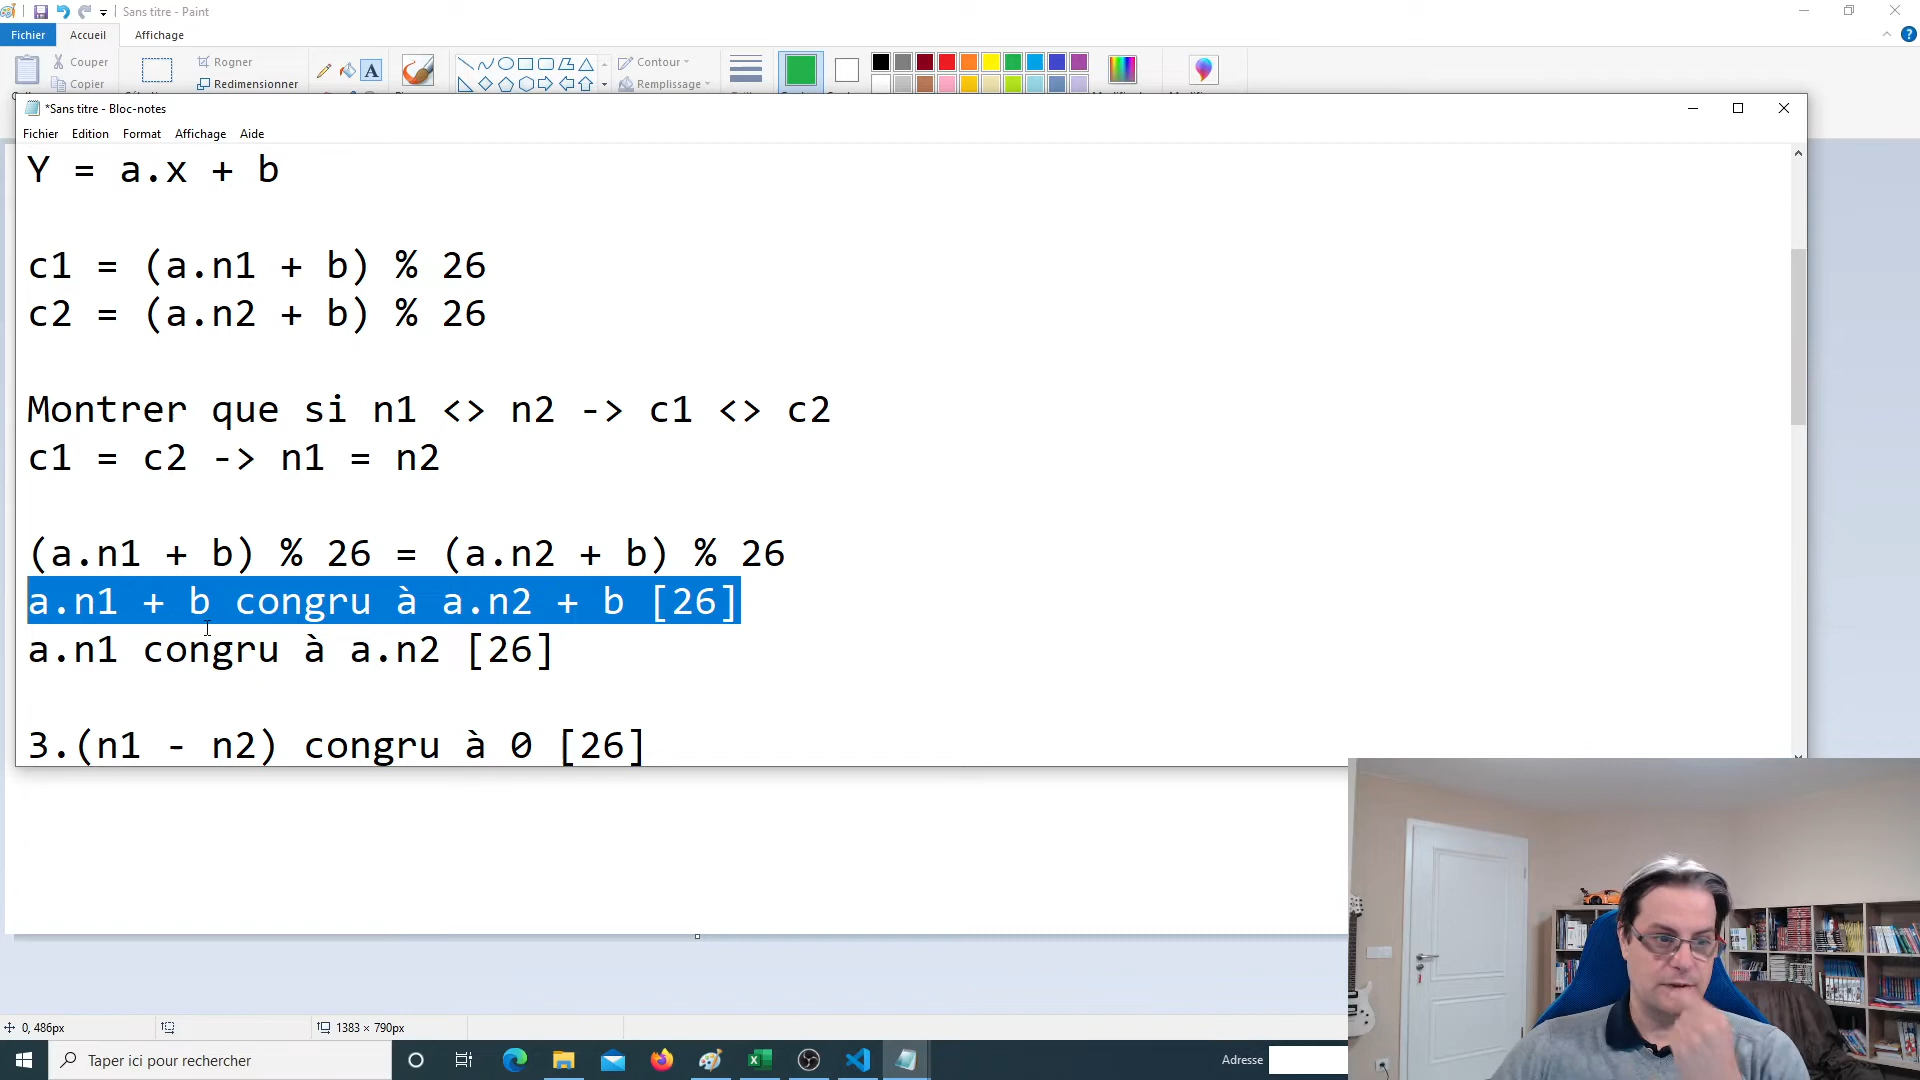 Sans titre - Paint
Fichier Accueil Affichage
Couper
Copier
Rogner
Redimensionner
Contour
Remplissage
*Sans titre - Bloc-notes
Fichier Edition Format Affichage Aide
Y = a.x + b
c1 = (a.n1 + b) % 26
c2 = (a.n2 + b) % 26
Montrer que si n1 <> n2 -> c1 <> c2
c1 = c2 -> n1 = n2
(a.n1 + b) % 26 = (a.n2 + b) % 26
a.n1 + b congru à a.n2 + b [26]
a.n1 congru à a.n2 [26]
3.(n1 - n2) congru à 0 [26]
0, 486px
1383 × 790px
Taper ici pour rechercher
Adresse